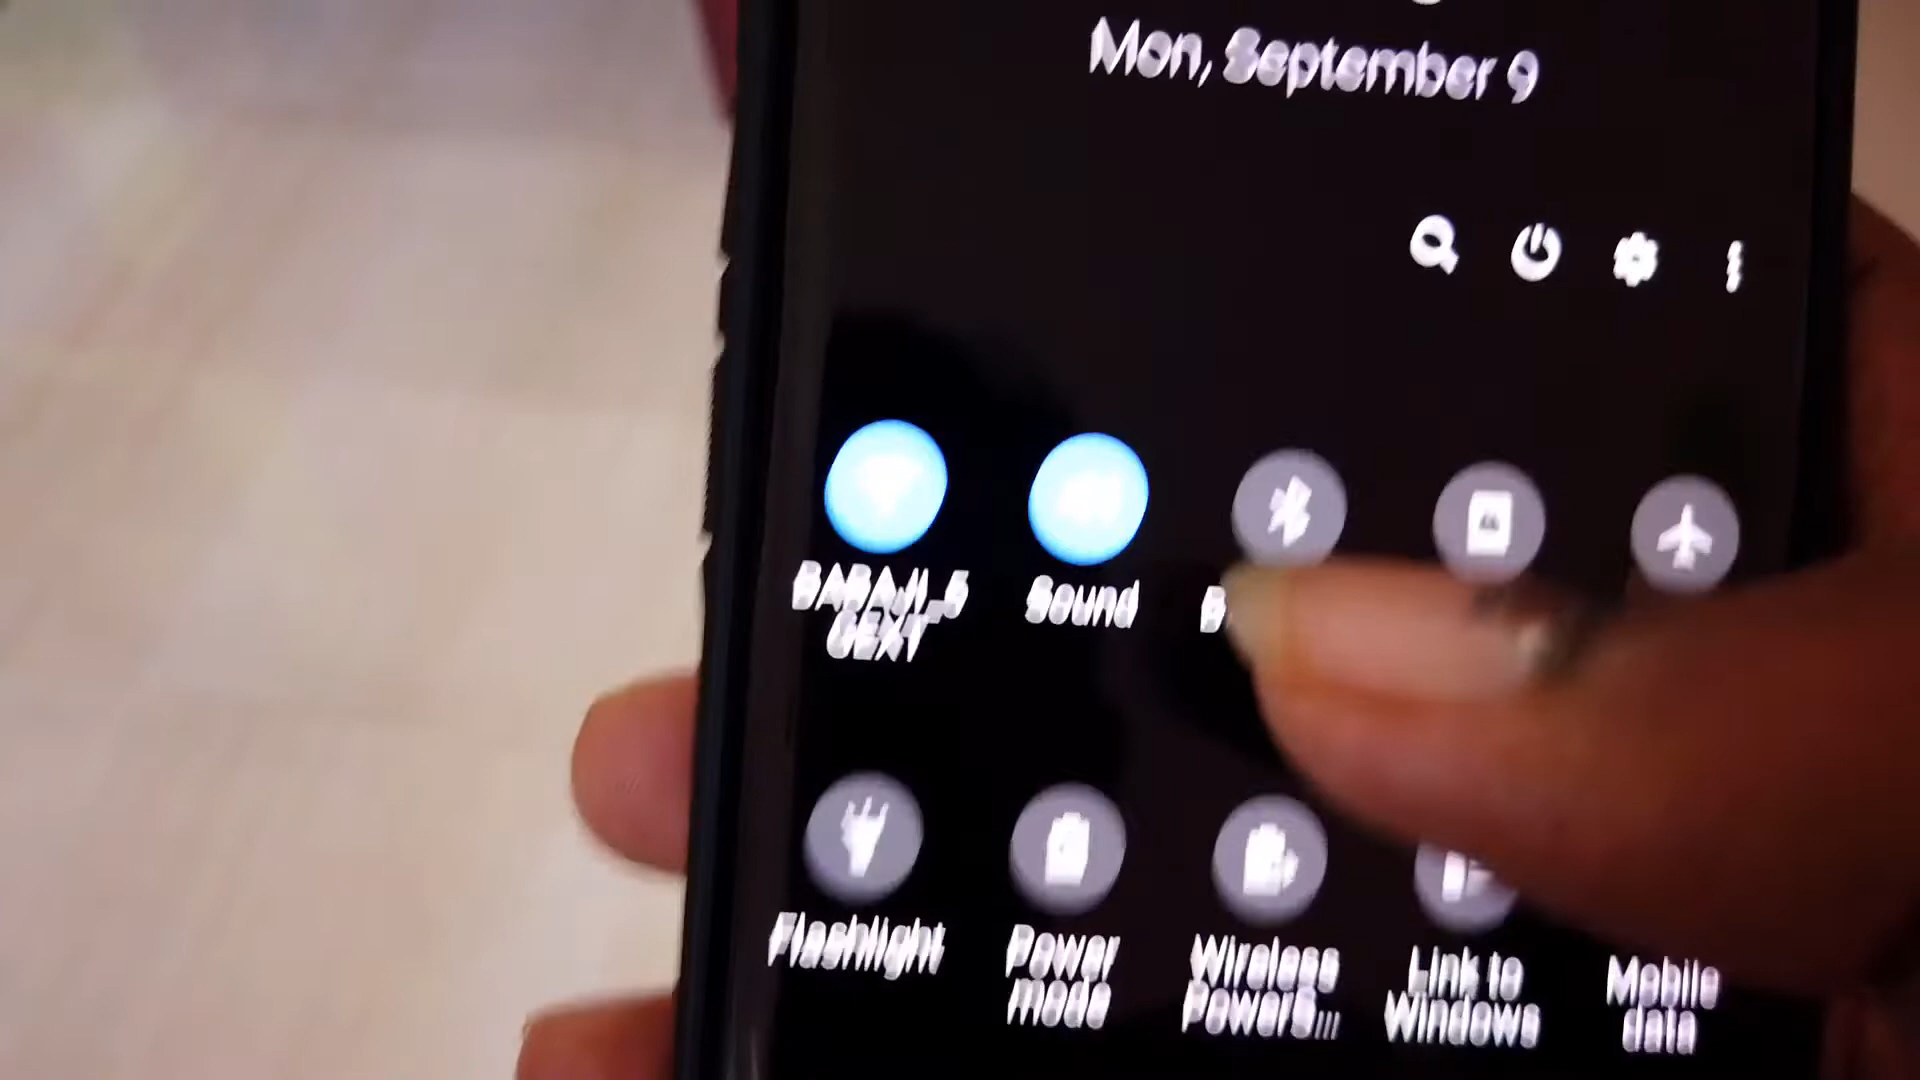 Mon, September 9
Sound
Flashlight
Power
mode
Wireless
PowerS...
Link to
Windows
Mobile
data